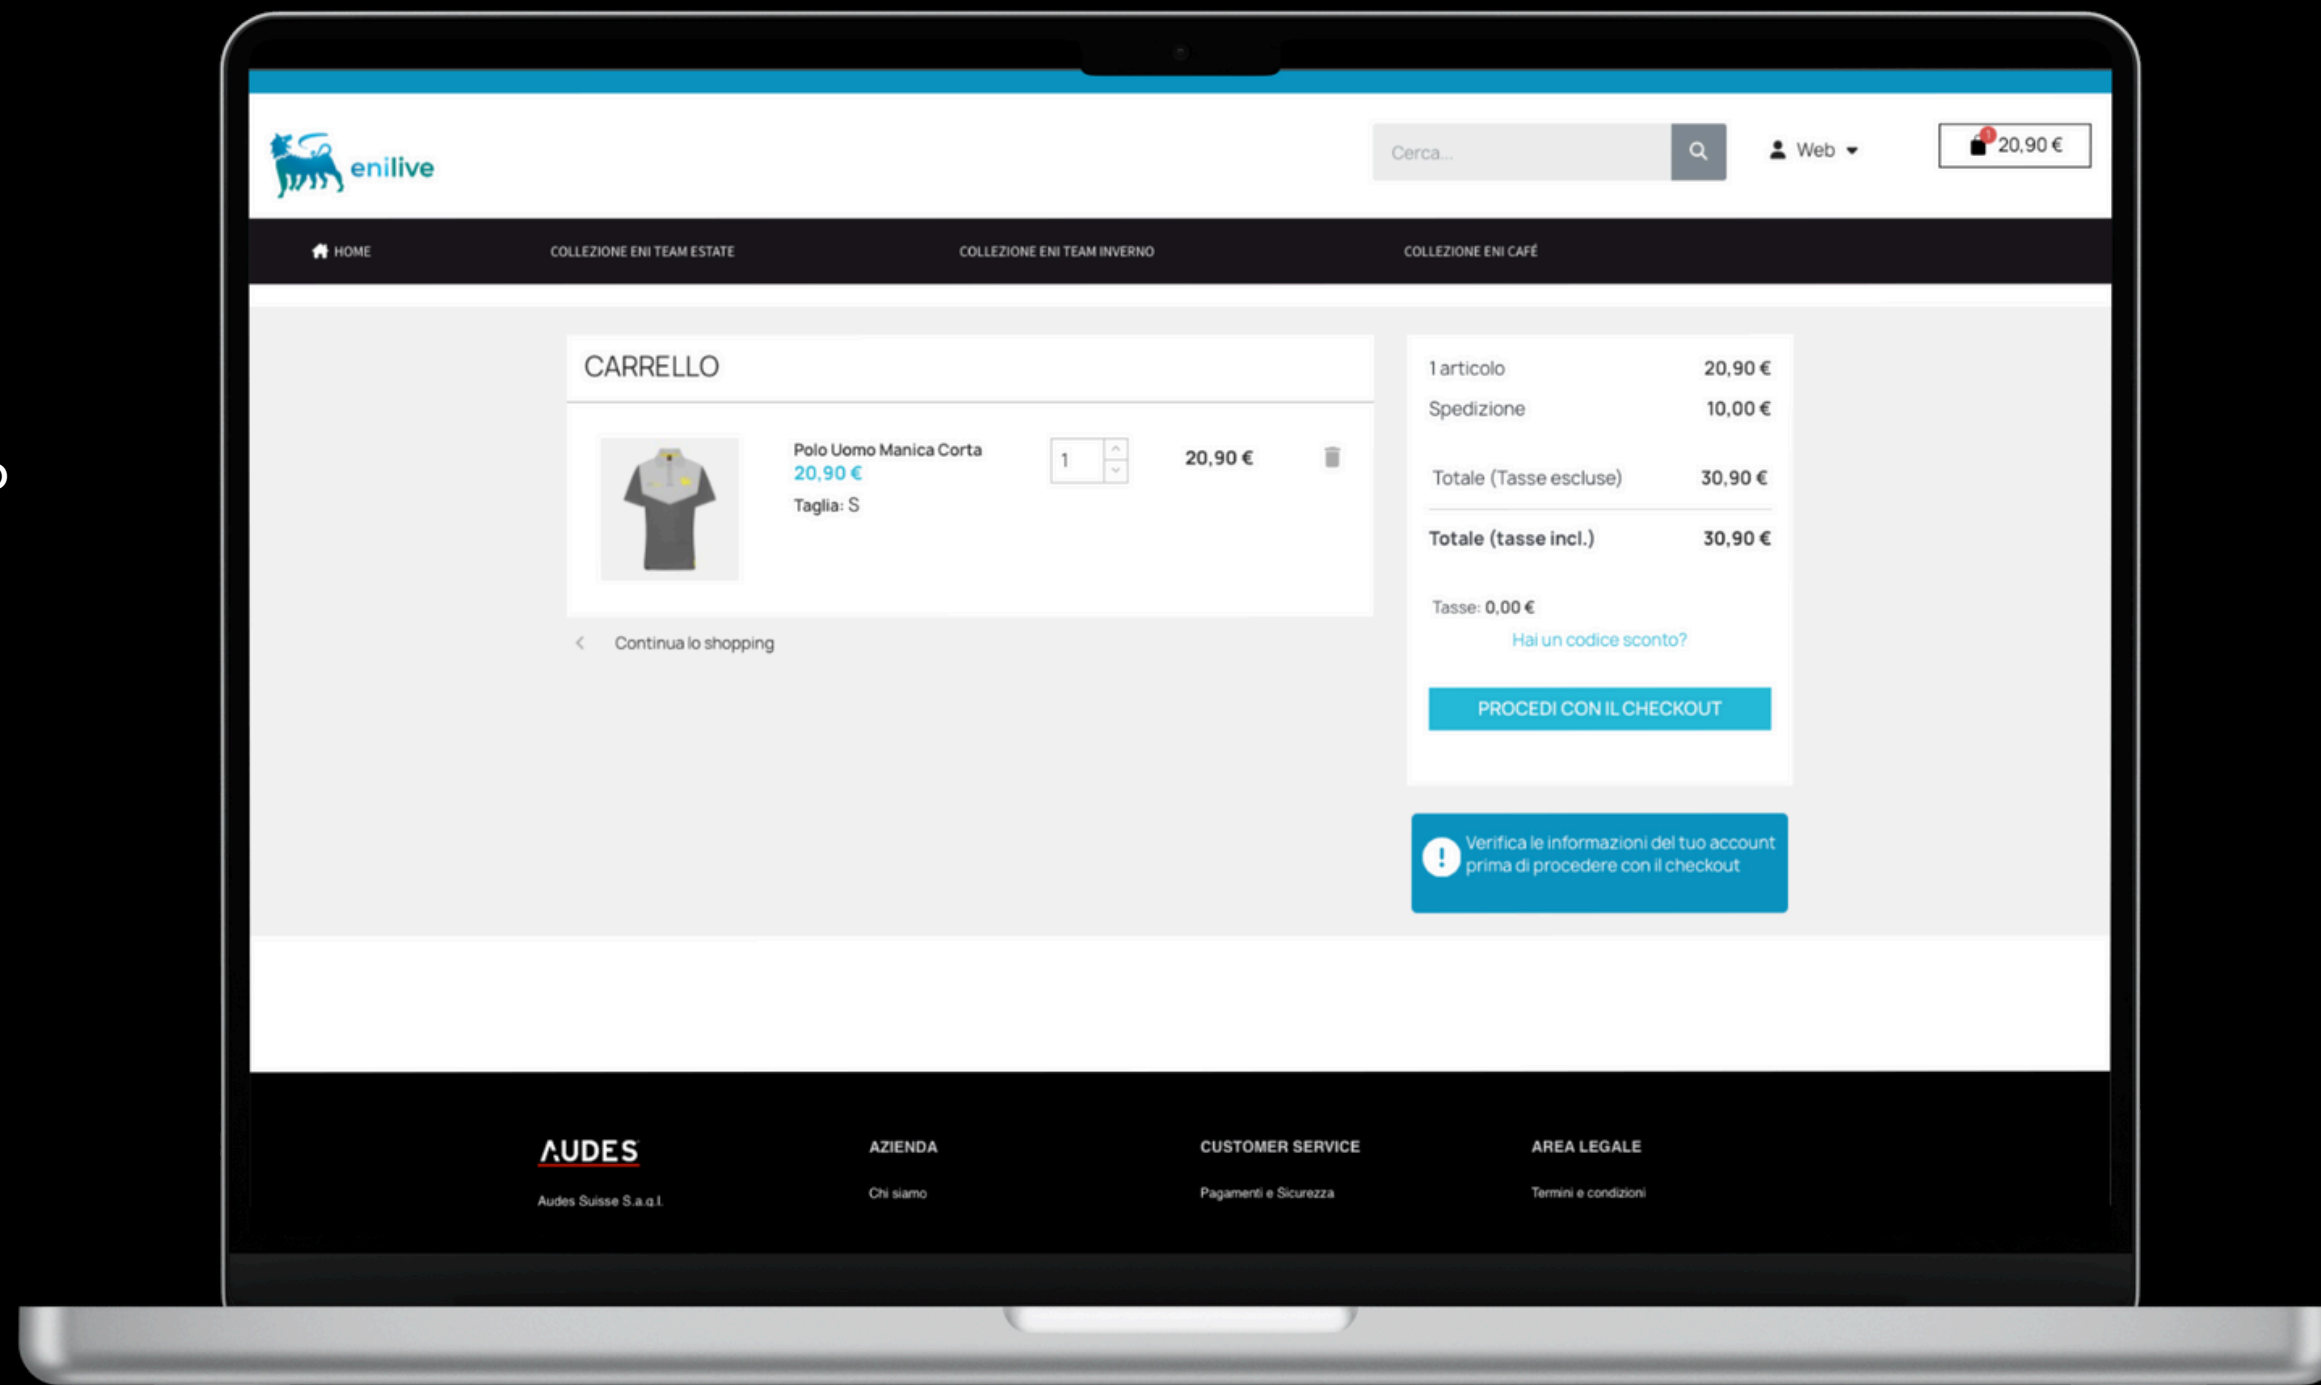 enilive
Cerca...
Web
1
20,90 €
HOME
COLLEZIONE ENI TEAM ESTATE
COLLEZIONE ENI TEAM INVERNO
COLLEZIONE ENI CAFÉ
CARRELLO
Polo Uomo Manica Corta
20,90 €
Taglia: S
1
20,90 €
Continua lo shopping
1 articolo 20,90 €
Spedizione 10,00 €
Totale (Tasse escluse) 30,90 €
Totale (tasse incl.) 30,90 €
Tasse: 0,00 €
Hai un codice sconto?
PROCEDI CON IL CHECKOUT
Verifica le informazioni del tuo account
prima di procedere con il checkout
AUDES
Audes Suisse S.a.g.l.
AZIENDA
Chi siamo
CUSTOMER SERVICE
Pagamenti e Sicurezza
AREA LEGALE
Termini e condizioni